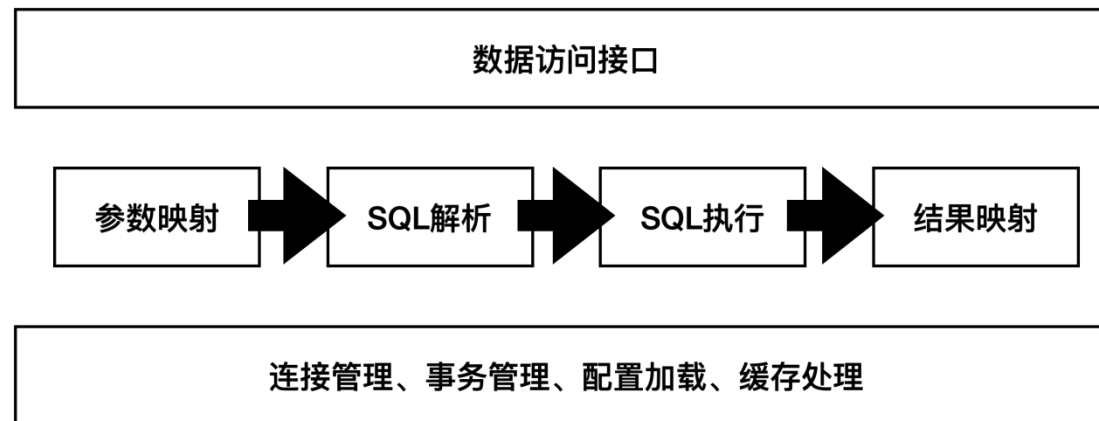 数据访问接口
参数映射
SQL解析
SQL执行
结果映射
连接管理、事务管理、配置加载、缓存处理